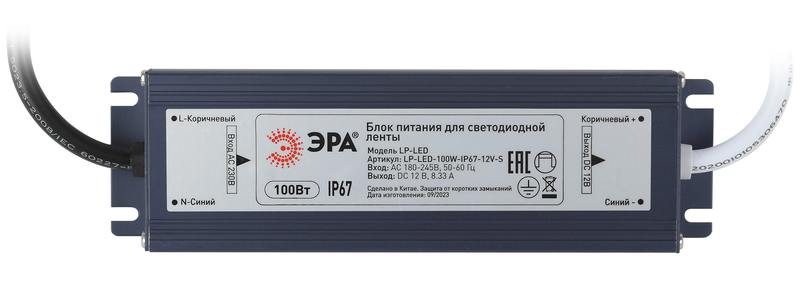 L-Коричневый
Вход AC 230В
N-Синий
ЭРА
100Вт
IP67
Блок питания для светодиодной
ленты
Модель LP-LED
Артикул: LP-LED-100W-IP67-12V-S
Вход: AC 180-245В, 50-60 Гц
Выход: DC 12 В, 8.33 А
Сделано в Китае. Защита от коротких замыканий
Дата изготовления: 09/2023
EAC
Коричневый +
Выход DC 12В
Синий -